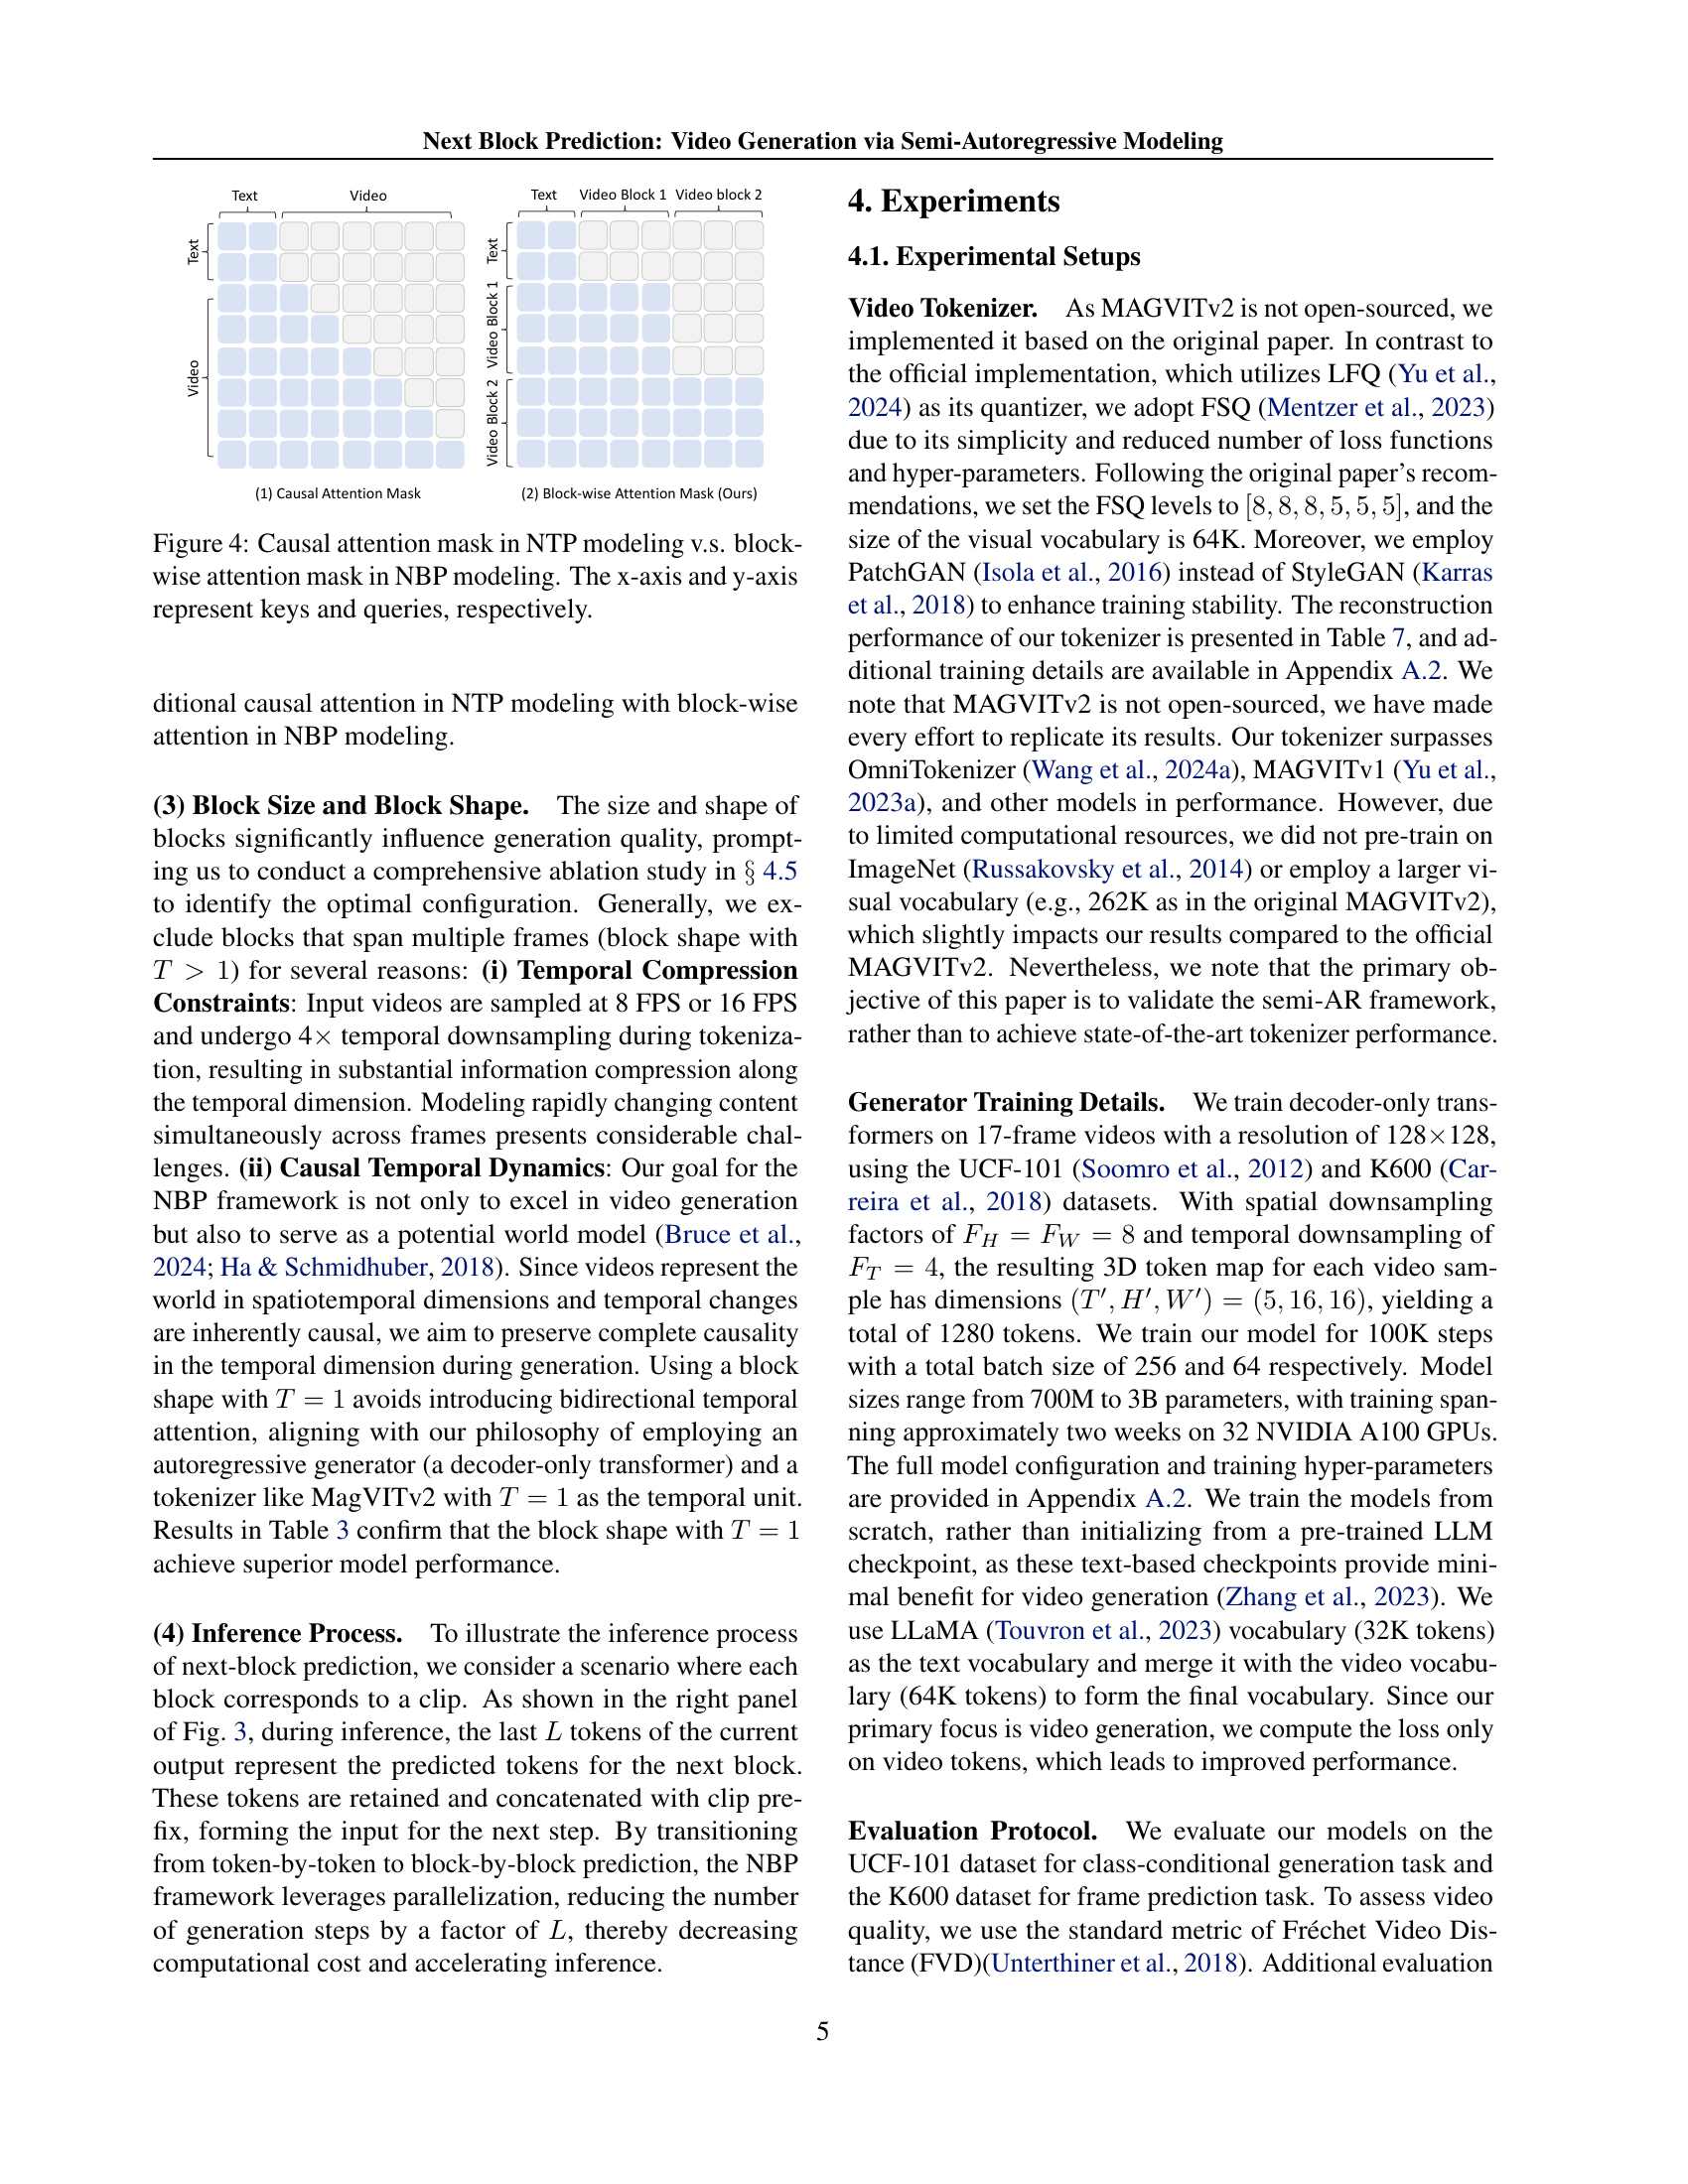 Next Block Prediction: Video Generation via Semi-Autoregressive Modeling
Text
Video
Text
Video
(1) Causal Attention Mask
Text
Video Block 1
Video block 2
Text
Video Block 1
Video Block 2
(2) Block-wise Attention Mask (Ours)
Figure 4: Causal attention mask in NTP modeling v.s. block-
wise attention mask in NBP modeling. The x-axis and y-axis
represent keys and queries, respectively.
ditional causal attention in NTP modeling with block-wise
attention in NBP modeling.
(3) Block Size and Block Shape. The size and shape of
blocks significantly influence generation quality, prompt-
ing us to conduct a comprehensive ablation study in § 4.5
to identify the optimal configuration. Generally, we ex-
clude blocks that span multiple frames (block shape with
T > 1) for several reasons: (i) Temporal Compression
Constraints: Input videos are sampled at 8 FPS or 16 FPS
and undergo 4× temporal downsampling during tokeniza-
tion, resulting in substantial information compression along
the temporal dimension. Modeling rapidly changing content
simultaneously across frames presents considerable chal-
lenges. (ii) Causal Temporal Dynamics: Our goal for the
NBP framework is not only to excel in video generation
but also to serve as a potential world model (Bruce et al.,
2024; Ha & Schmidhuber, 2018). Since videos represent the
world in spatiotemporal dimensions and temporal changes
are inherently causal, we aim to preserve complete causality
in the temporal dimension during generation. Using a block
shape with T = 1 avoids introducing bidirectional temporal
attention, aligning with our philosophy of employing an
autoregressive generator (a decoder-only transformer) and a
tokenizer like MagVITv2 with T = 1 as the temporal unit.
Results in Table 3 confirm that the block shape with T = 1
achieve superior model performance.
(4) Inference Process. To illustrate the inference process
of next-block prediction, we consider a scenario where each
block corresponds to a clip. As shown in the right panel
of Fig. 3, during inference, the last L tokens of the current
output represent the predicted tokens for the next block.
These tokens are retained and concatenated with clip pre-
fix, forming the input for the next step. By transitioning
from token-by-token to block-by-block prediction, the NBP
framework leverages parallelization, reducing the number
of generation steps by a factor of L, thereby decreasing
computational cost and accelerating inference.
4. Experiments
4.1. Experimental Setups
Video Tokenizer. As MAGVITv2 is not open-sourced, we
implemented it based on the original paper. In contrast to
the official implementation, which utilizes LFQ (Yu et al.,
2024) as its quantizer, we adopt FSQ (Mentzer et al., 2023)
due to its simplicity and reduced number of loss functions
and hyper-parameters. Following the original paper's recom-
mendations, we set the FSQ levels to [8, 8, 8, 5, 5, 5], and the
size of the visual vocabulary is 64K. Moreover, we employ
PatchGAN (Isola et al., 2016) instead of StyleGAN (Karras
et al., 2018) to enhance training stability. The reconstruction
performance of our tokenizer is presented in Table 7, and ad-
ditional training details are available in Appendix A.2. We
note that MAGVITv2 is not open-sourced, we have made
every effort to replicate its results. Our tokenizer surpasses
OmniTokenizer (Wang et al., 2024a), MAGVITv1 (Yu et al.,
2023a), and other models in performance. However, due
to limited computational resources, we did not pre-train on
ImageNet (Russakovsky et al., 2014) or employ a larger vi-
sual vocabulary (e.g., 262K as in the original MAGVITv2),
which slightly impacts our results compared to the official
MAGVITv2. Nevertheless, we note that the primary ob-
jective of this paper is to validate the semi-AR framework,
rather than to achieve state-of-the-art tokenizer performance.
Generator Training Details. We train decoder-only trans-
formers on 17-frame videos with a resolution of 128×128,
using the UCF-101 (Soomro et al., 2012) and K600 (Car-
reira et al., 2018) datasets. With spatial downsampling
factors of F_H = F_W = 8 and temporal downsampling of
F_T = 4, the resulting 3D token map for each video sam-
ple has dimensions (T′, H′, W′) = (5, 16, 16), yielding a
total of 1280 tokens. We train our model for 100K steps
with a total batch size of 256 and 64 respectively. Model
sizes range from 700M to 3B parameters, with training span-
ning approximately two weeks on 32 NVIDIA A100 GPUs.
The full model configuration and training hyper-parameters
are provided in Appendix A.2. We train the models from
scratch, rather than initializing from a pre-trained LLM
checkpoint, as these text-based checkpoints provide mini-
mal benefit for video generation (Zhang et al., 2023). We
use LLaMA (Touvron et al., 2023) vocabulary (32K tokens)
as the text vocabulary and merge it with the video vocabu-
lary (64K tokens) to form the final vocabulary. Since our
primary focus is video generation, we compute the loss only
on video tokens, which leads to improved performance.
Evaluation Protocol. We evaluate our models on the
UCF-101 dataset for class-conditional generation task and
the K600 dataset for frame prediction task. To assess video
quality, we use the standard metric of Fréchet Video Dis-
tance (FVD)(Unterthiner et al., 2018). Additional evaluation
5